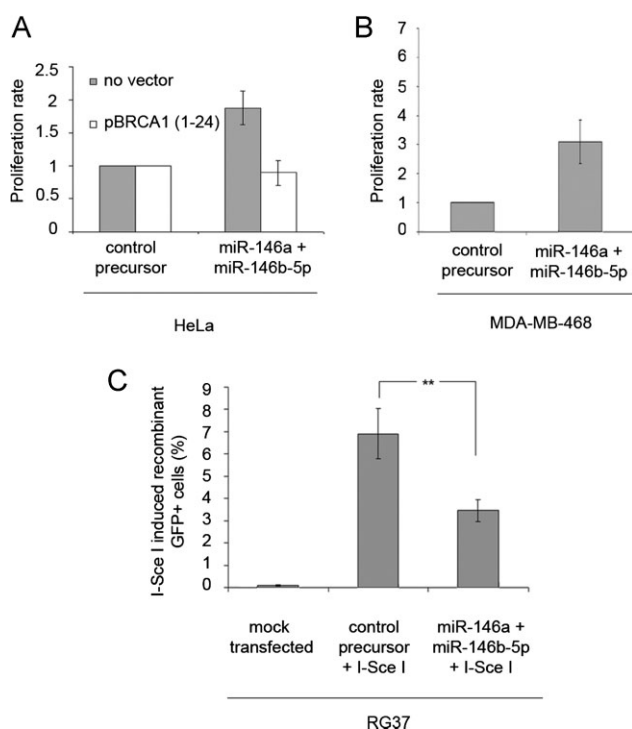 A
Proliferation rate
2.5
2
1.5
1
0.5
0
no vector
pBRCA1 (1-24)
control
precursor
miR-146a +
miR-146b-5p
HeLa
B
Proliferation rate
7
6
5
4
3
2
1
0
control
precursor
miR-146a +
miR-146b-5p
MDA-MB-468
C
I-Sce I induced recombinant
GFP+ cells (%)
9
8
7
6
5
4
3
2
1
0
**
mock
transfected
control
precursor
+ I-Sce I
miR-146a +
miR-146b-5p
+ I-Sce I
RG37